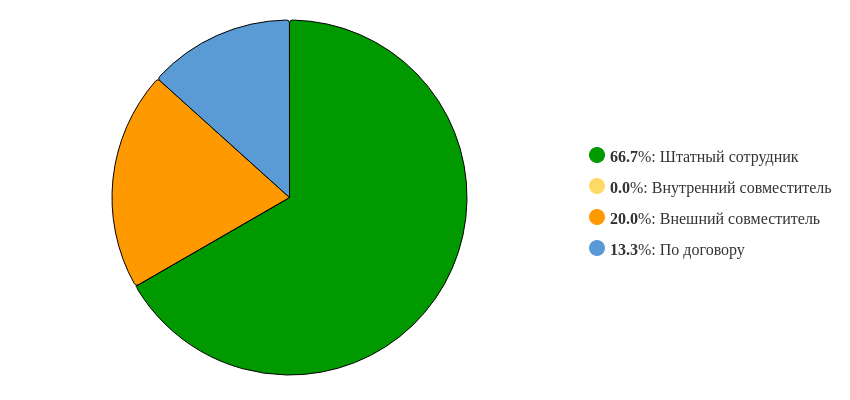 66.7%: Штатный сотрудник
0.0%: Внутренний совместитель
20.0%: Внешний совместитель
13.3%: По договору